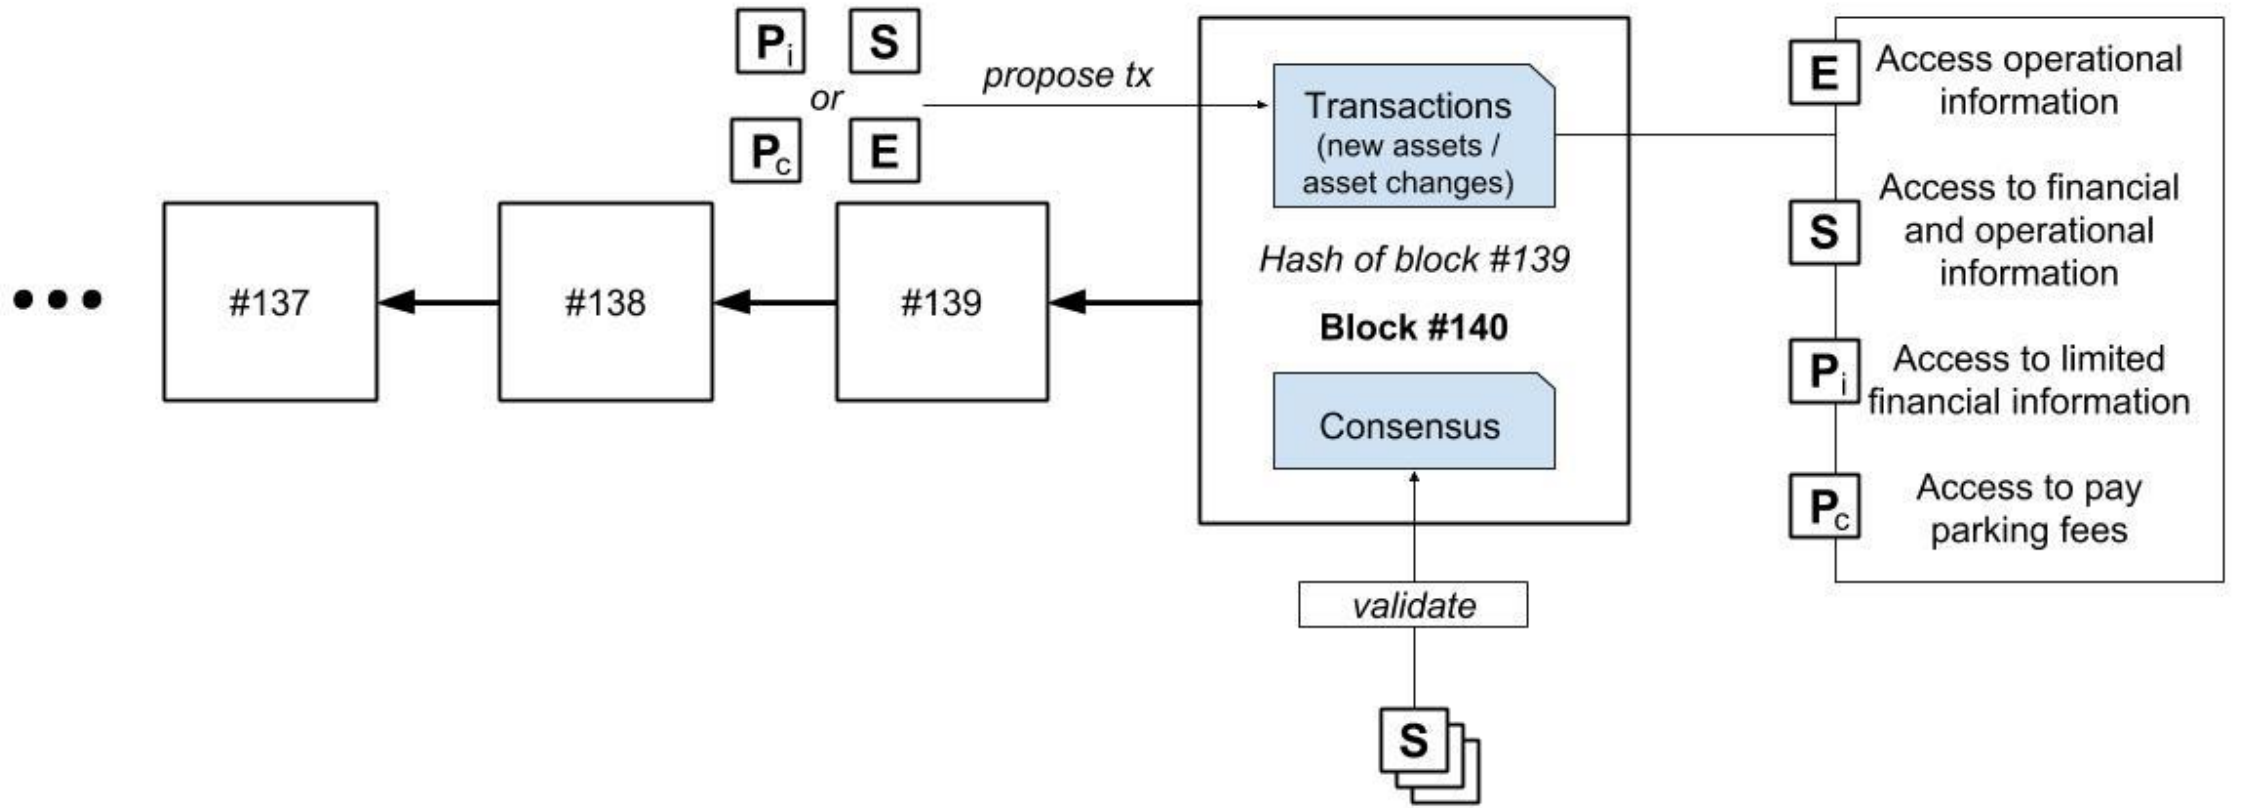 Pi
S
or
Pc
E
propose tx
Transactions
(new assets /
asset changes)
Hash of block #139
Block #140
Consensus
#137
#138
#139
validate
S
E
Access operational
information
S
Access to financial
and operational
information
Pi
Access to limited
financial information
Pc
Access to pay
parking fees